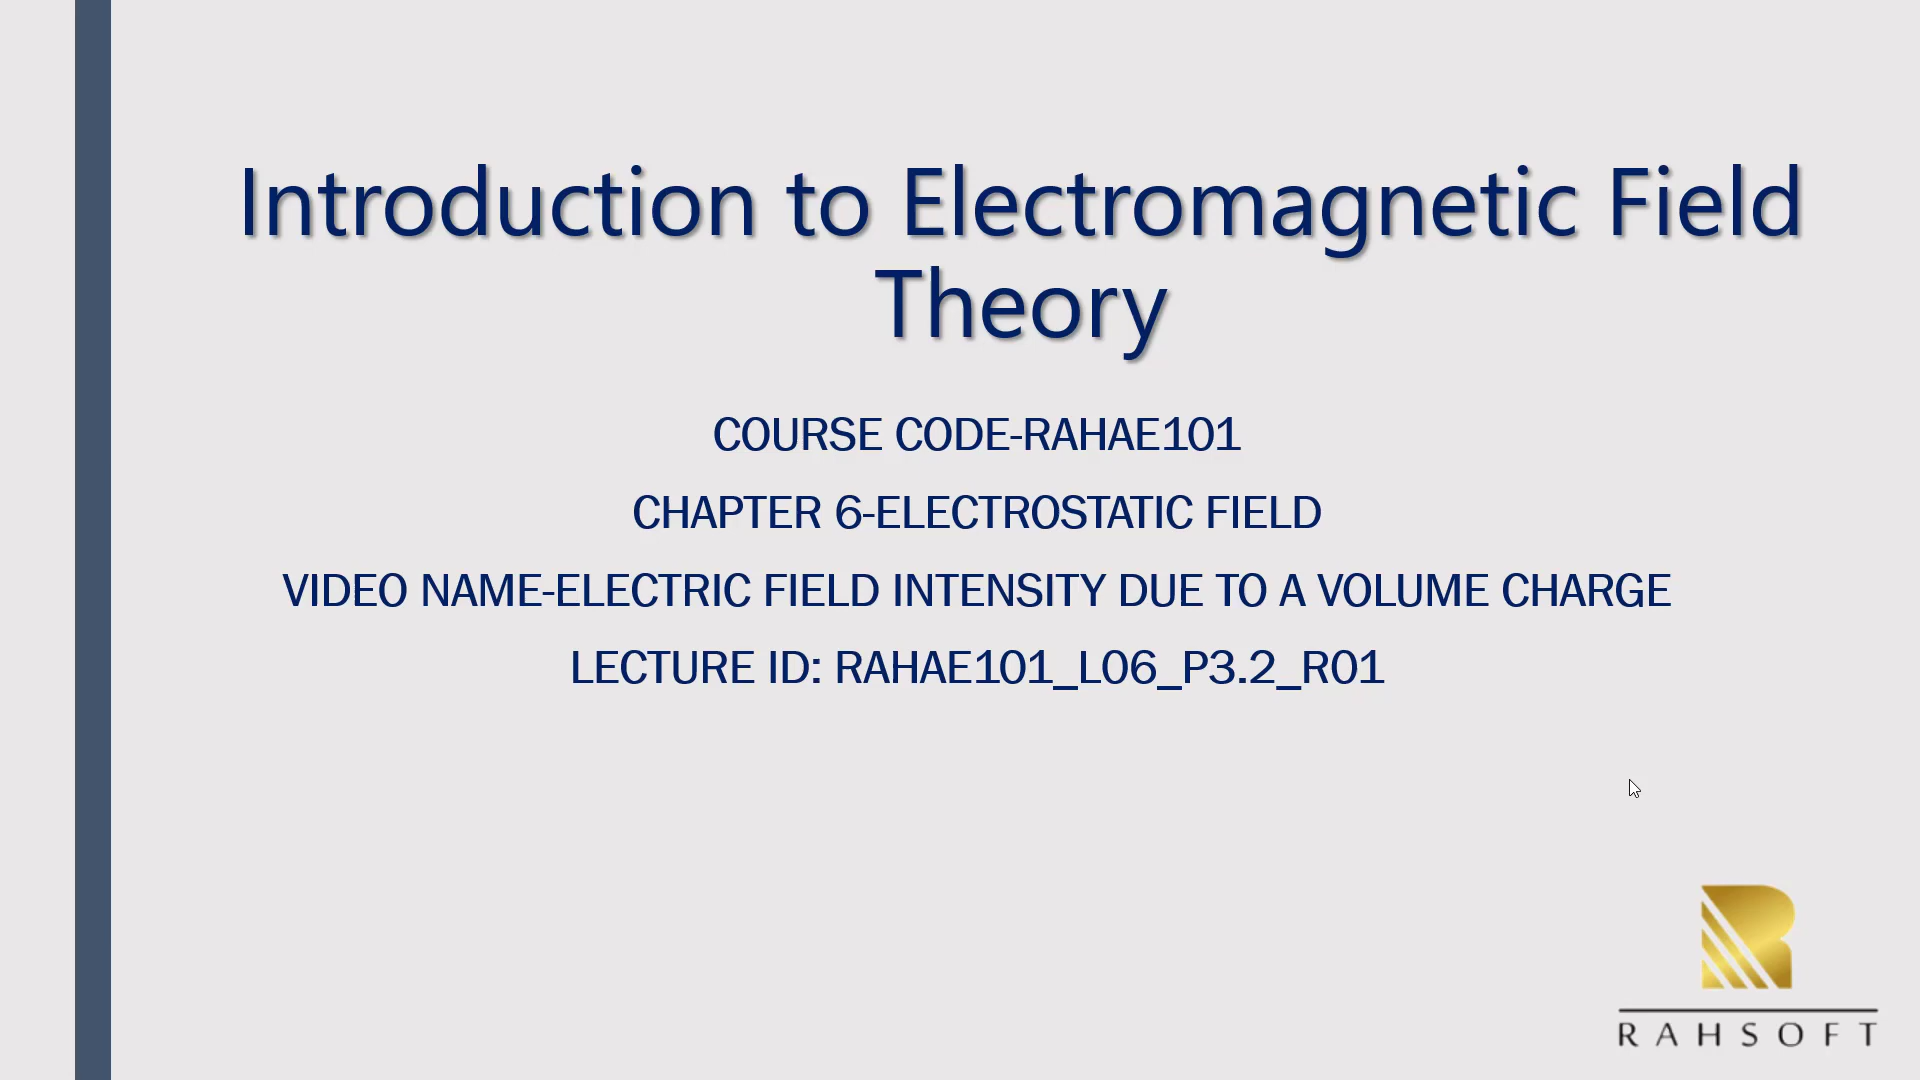 Introduction to Electromagnetic Field
Theory
COURSE CODE-RAHAE101
CHAPTER 6-ELECTROSTATIC FIELD
VIDEO NAME-ELECTRIC FIELD INTENSITY DUE TO A VOLUME CHARGE
LECTURE ID: RAHAE101_L06_P3.2_R01
RAHSOFT